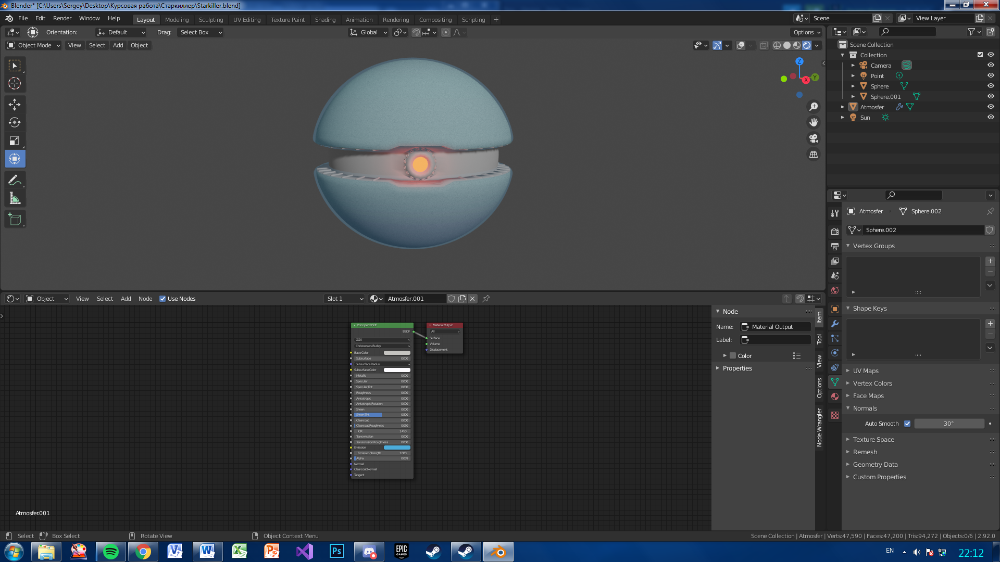 Blender* [C:\Users\Sergey\Desktop\Курсовая работа\Старкиллер\Starkiller.blend]
File Edit Render Window Help Layout Modeling Sculpting UV Editing Texture Paint Shading Animation Rendering Compositing Scripting + Scene View Layer
Orientation: Default Drag: Select Box Global Options
Object Mode View Select Add Object
Z
X
Y
Scene Collection
Collection
Camera
Point
Sphere
Sphere.001
Atmosfer
Sun
Atmosfer Sphere.002
Sphere.002
Vertex Groups
Shape Keys
UV Maps
Vertex Colors
Face Maps
Normals
Auto Smooth 30°
Texture Space
Remesh
Geometry Data
Custom Properties
Object View Select Add Node Use Nodes Slot 1 Atmosfer.001
Principled BSDF
BSDF
GGX
Christensen-Burley
Base Color
Subsurface 0.000
Subsurface Radius
Subsurface Color
Metallic 0.000
Specular 0.000
Specular Tint 0.000
Roughness 0.000
Anisotropic 0.000
Anisotropic Rotation 0.000
Sheen 0.000
Sheen Tint 0.500
Clearcoat 0.000
Clearcoat Roughness 0.030
IOR 1.450
Transmission 0.000
Transmission Roughness 0.000
Emission
Emission Strength 1.000
Alpha 0.059
Normal
Clearcoat Normal
Tangent
Material Output
All
Surface
Volume
Displacement
Node
Name: Material Output
Label:
Color
Properties
Item
Tool
View
Options
Node Wrangler
Atmosfer.001
Select Box Select Rotate View Object Context Menu
Scene Collection | Atmosfer | Verts:47,590 | Faces:47,200 | Tris:94,272 | Objects:0/6 | 2.92.0
Ps
EPIC
GAMES
EN
22:12